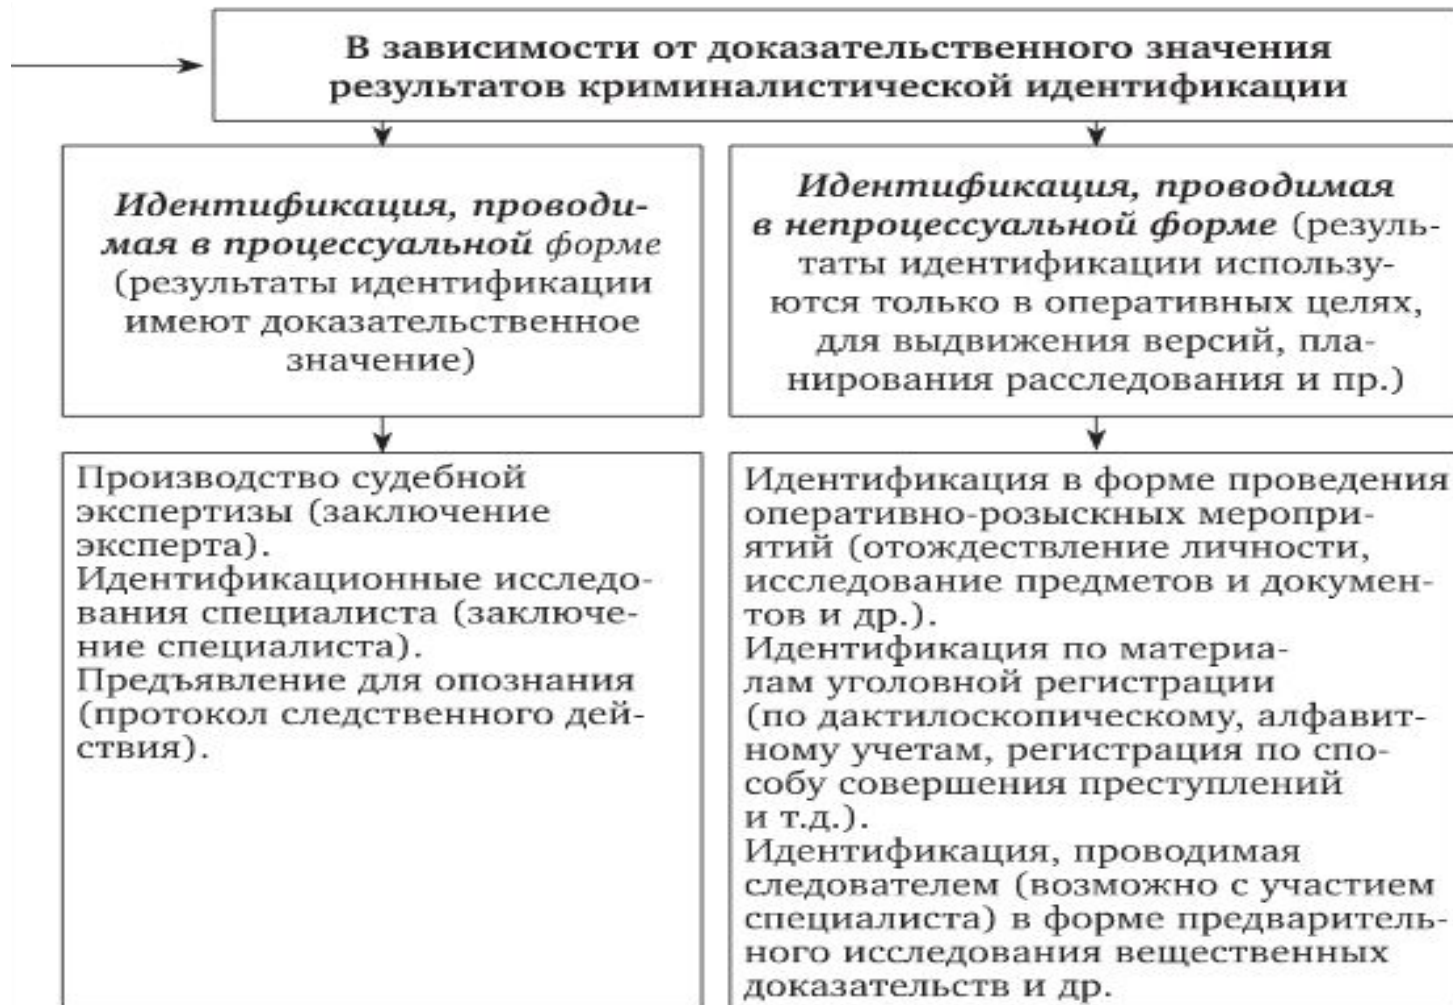 В зависимости от доказательственного значения
результатов криминалистической идентификации
Идентификация, проводи-
мая в процессуальной форме
(результаты идентификации
имеют доказательственное
значение)
Идентификация, проводимая
в непроцессуальной форме (резуль-
таты идентификации использу-
ются только в оперативных целях,
для выдвижения версий, пла-
нирования расследования и пр.)
Производство судебной
экспертизы (заключение
эксперта).
Идентификационные исследо-
вания специалиста (заключе-
ние специалиста).
Предъявление для опознания
(протокол следственного дей-
ствия).
Идентификация в форме проведения
оперативно-розыскных меропри-
ятий (отождествление личности,
исследование предметов и докумен-
тов и др.).
Идентификация по материа-
лам уголовной регистрации
(по дактилоскопическому, алфавит-
ному учетам, регистрация по спо-
собу совершения преступлений
и т.д.).
Идентификация, проводимая
следователем (возможно с участием
специалиста) в форме предваритель-
ного исследования вещественных
доказательств и др.